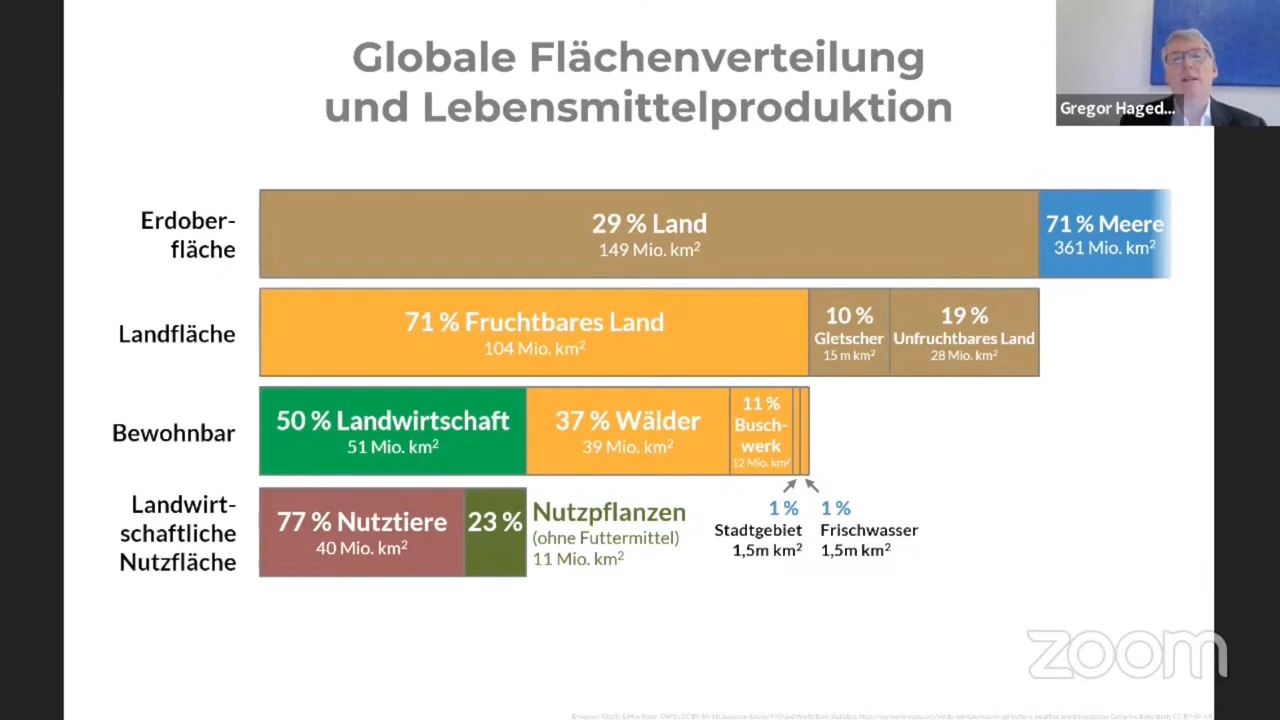 Globale Flächenverteilung
und Lebensmittelproduktion
Gregor Haged...
Erdober-
fläche
29 % Land
149 Mio. km²
71 % Meere
361 Mio. km²
Landfläche
71 % Fruchtbares Land
104 Mio. km²
10 %
Gletscher
15 m km²
19 %
Unfruchtbares Land
28 Mio. km²
Bewohnbar
50 % Landwirtschaft
51 Mio. km²
37 % Wälder
39 Mio. km²
11 %
Busch-
werk
12 Mio. km²
1 %
Stadtgebiet
1,5m km²
1 %
Frischwasser
1,5m km²
Landwirt-
schaftliche
Nutzfläche
77 % Nutztiere
40 Mio. km²
23 %
Nutzpflanzen
(ohne Futtermittel)
11 Mio. km²
zoom